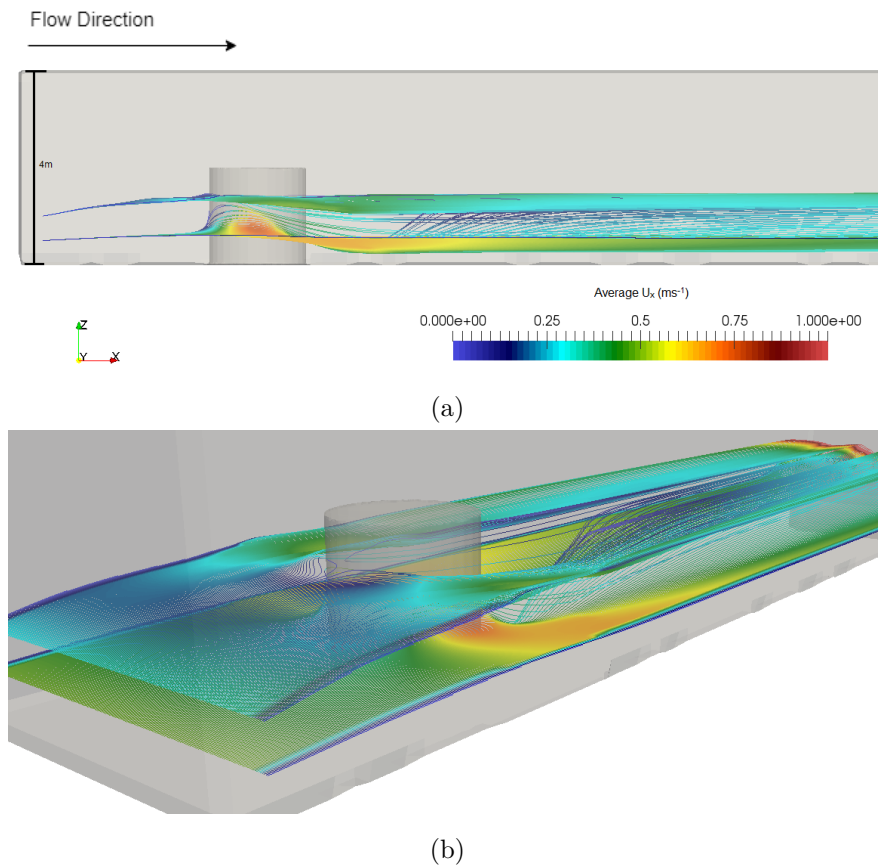 Flow Direction
4m
Average Uₓ (ms⁻¹)
0.000e+00 0.25 0.5 0.75 1.000e+00
Z
Y X
(a)
(b)